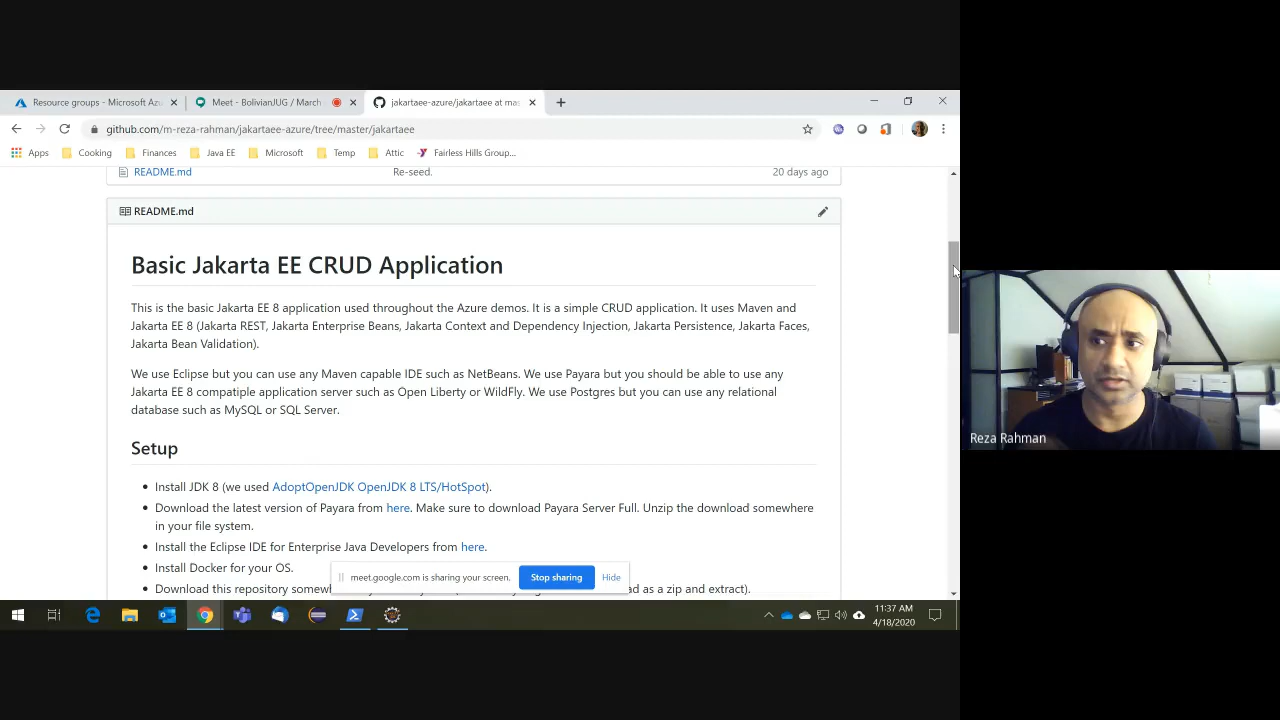 Resource groups - Microsoft Azu
Meet - BolivianJUG / March
jakartaee-azure/jakartaee at mas
github.com/m-reza-rahman/jakartaee-azure/tree/master/jakartaee
Apps Cooking Finances Java EE Microsoft Temp Attic Fairless Hills Group...
README.md Re-seed. 20 days ago
README.md
Basic Jakarta EE CRUD Application
This is the basic Jakarta EE 8 application used throughout the Azure demos. It is a simple CRUD application. It uses Maven and
Jakarta EE 8 (Jakarta REST, Jakarta Enterprise Beans, Jakarta Context and Dependency Injection, Jakarta Persistence, Jakarta Faces,
Jakarta Bean Validation).
We use Eclipse but you can use any Maven capable IDE such as NetBeans. We use Payara but you should be able to use any
Jakarta EE 8 compatiple application server such as Open Liberty or WildFly. We use Postgres but you can use any relational
database such as MySQL or SQL Server.
Setup
Install JDK 8 (we used AdoptOpenJDK OpenJDK 8 LTS/HotSpot).
Download the latest version of Payara from here. Make sure to download Payara Server Full. Unzip the download somewhere
in your file system.
Install the Eclipse IDE for Enterprise Java Developers from here.
Install Docker for your OS.
meet.google.com is sharing your screen. Stop sharing Hide
Download this repository somewh ad as a zip and extract).
11:37 AM
4/18/2020
Reza Rahman